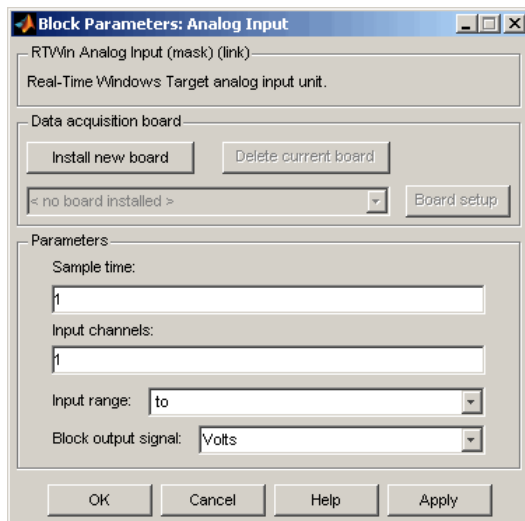 Block Parameters: Analog Input
RTWin Analog Input (mask) (link)
Real-Time Windows Target analog input unit.
Data acquisition board
Install new board
Delete current board
< no board installed >
Board setup
Parameters
Sample time:
1
Input channels:
1
Input range: to
Block output signal: Volts
OK Cancel Help Apply